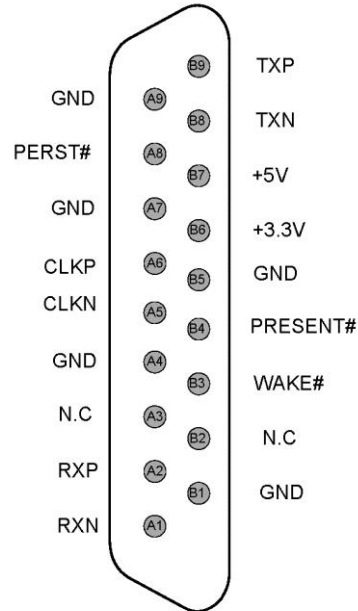 B9 TXP
GND A9
B8 TXN
PERST# A8
B7 +5V
GND A7
B6 +3.3V
CLKP A6
B5 GND
CLKN A5
B4 PRESENT#
GND A4
B3 WAKE#
N.C A3
B2 N.C
RXP A2
B1 GND
RXN A1